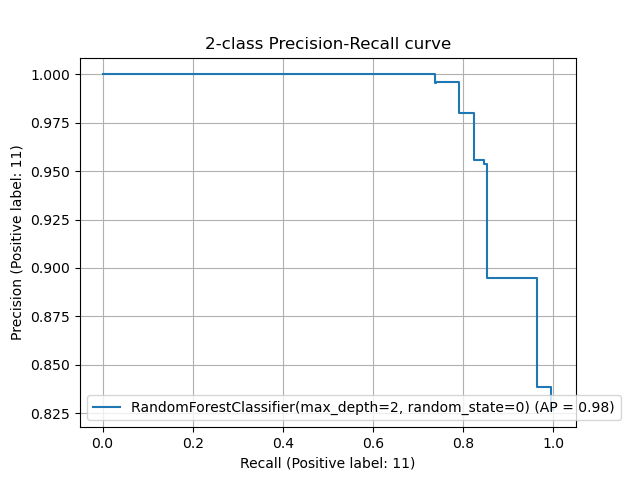 2-class Precision-Recall curve
Precision (Positive label: 11)
1.000
0.975
0.950
0.925
0.900
0.875
0.850
0.825
RandomForestClassifier(max_depth=2, random_state=0) (AP = 0.98)
0.0 0.2 0.4 0.6 0.8 1.0
Recall (Positive label: 11)